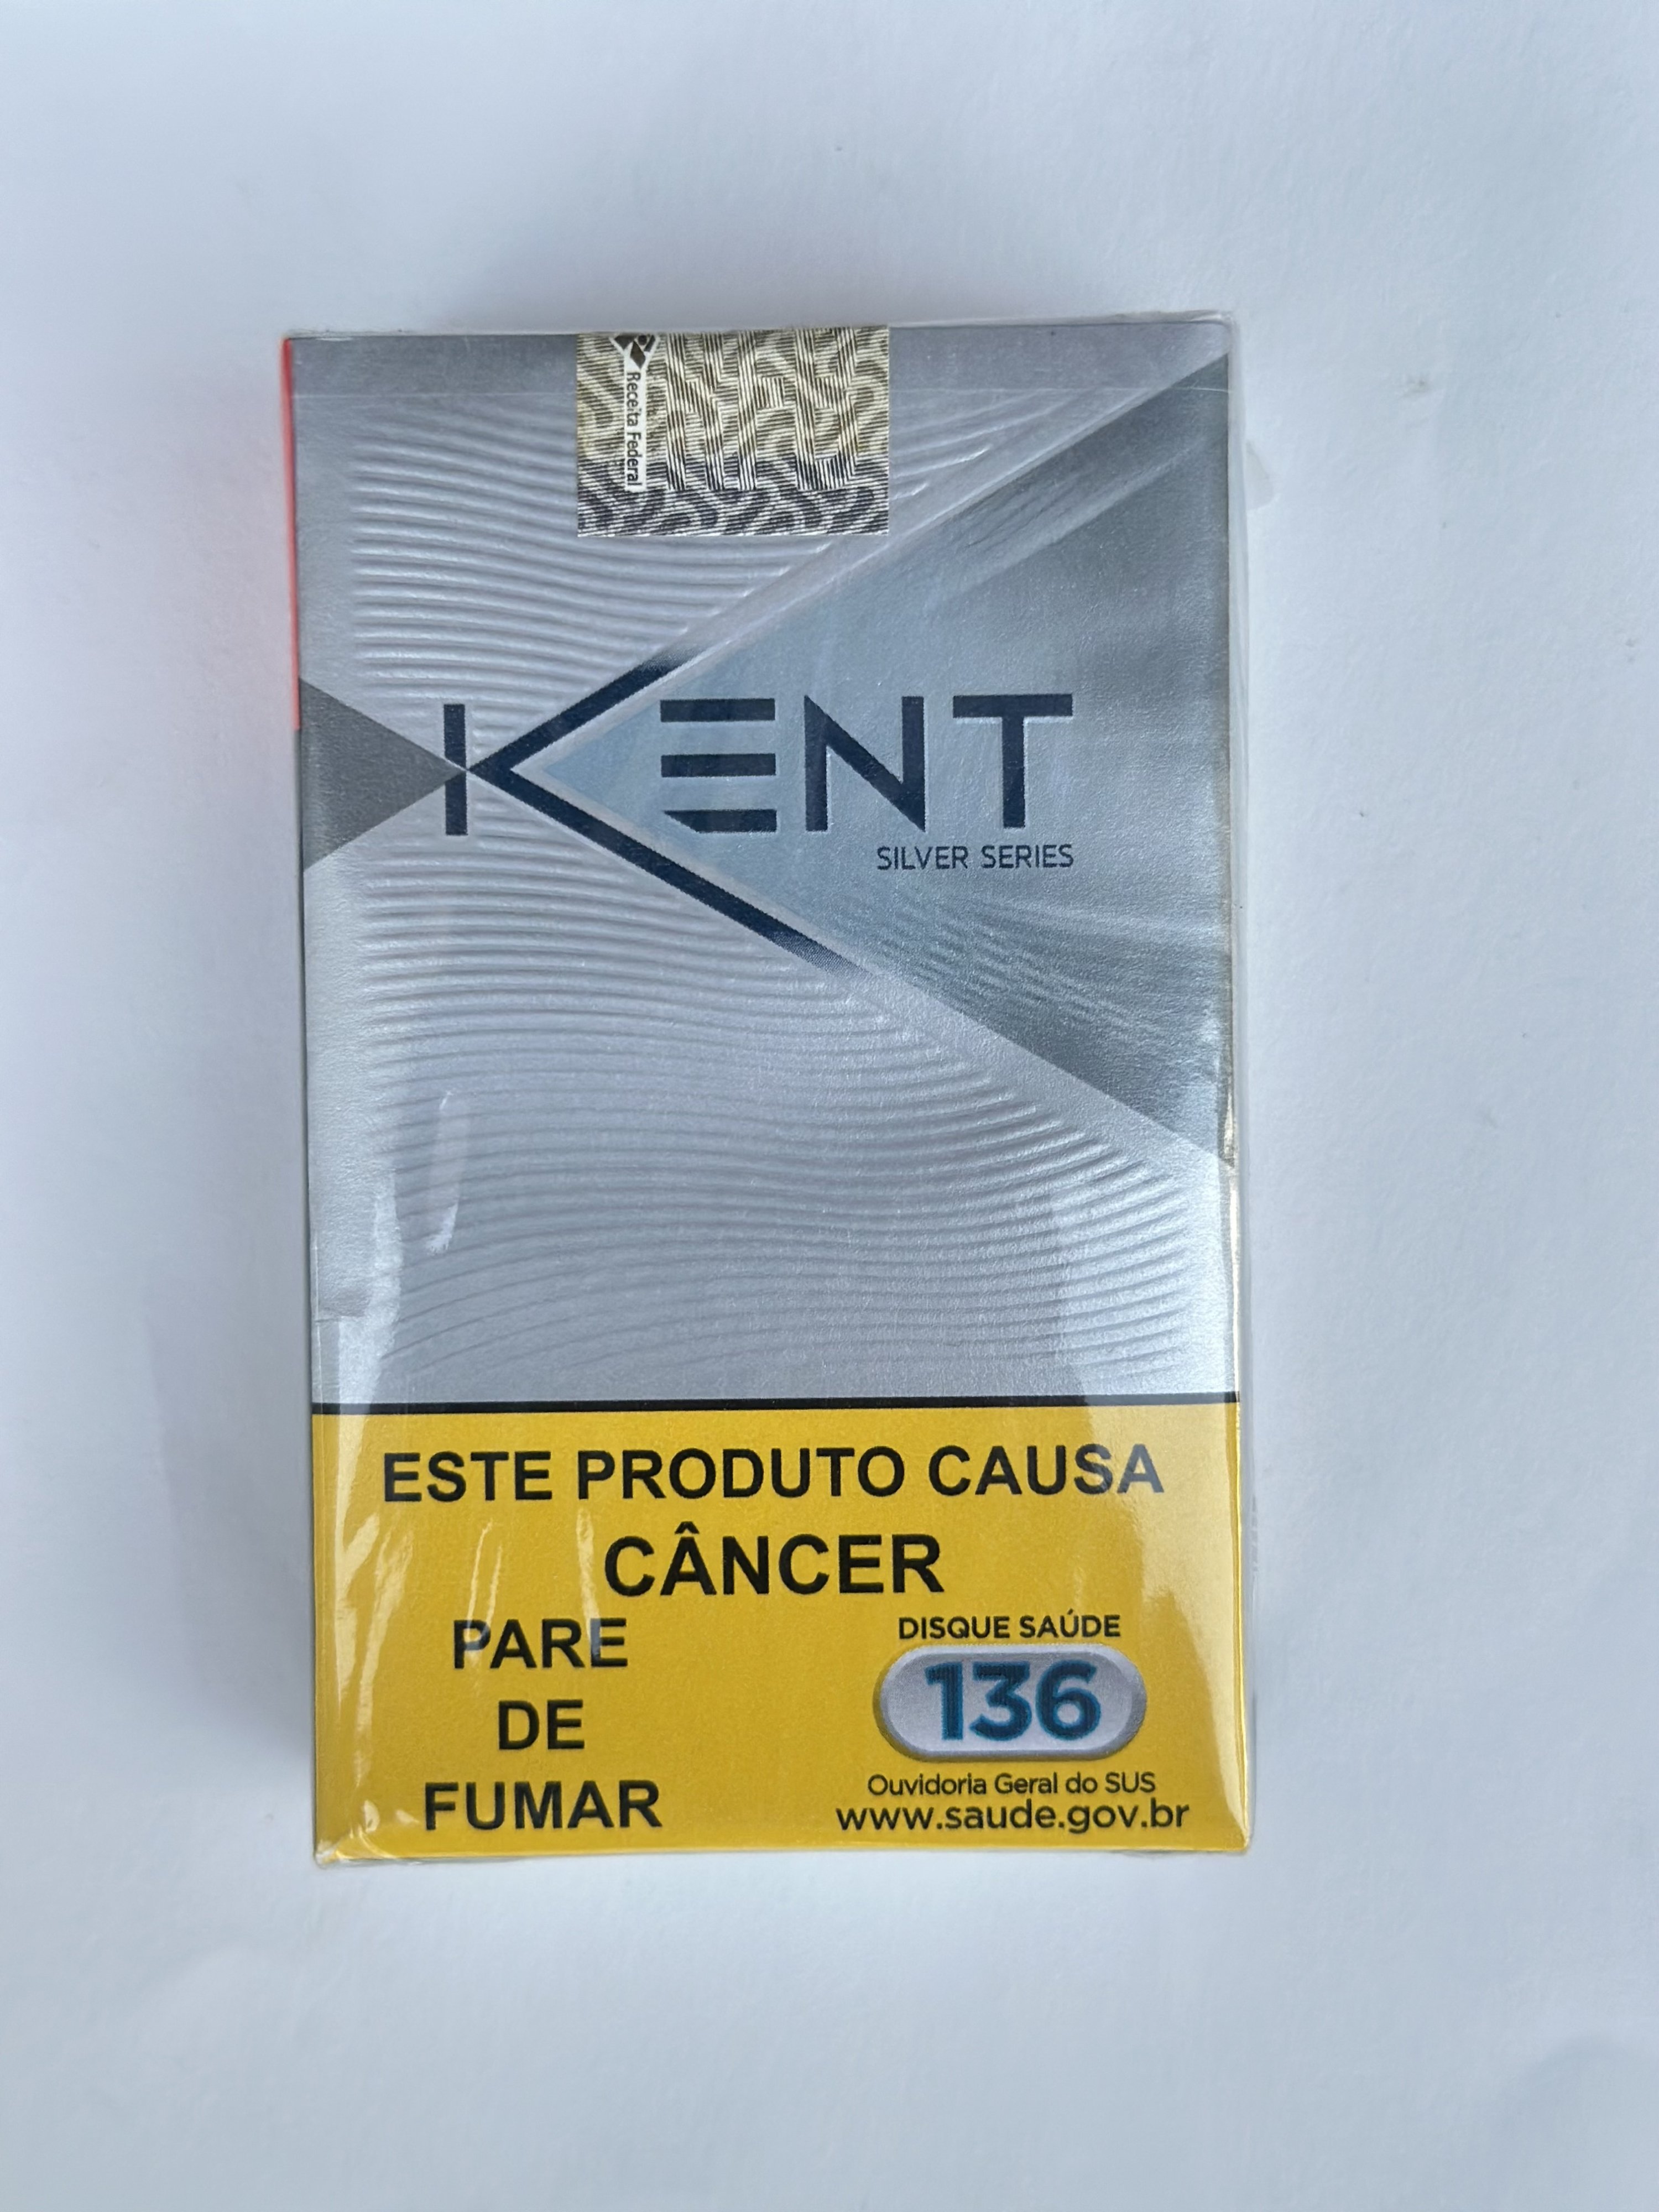 Receita Federal
KENT
SILVER SERIES
ESTE PRODUTO CAUSA
CÂNCER
PARE
DE
FUMAR
DISQUE SAÚDE
136
Ouvidoria Geral do SUS
www.saude.gov.br